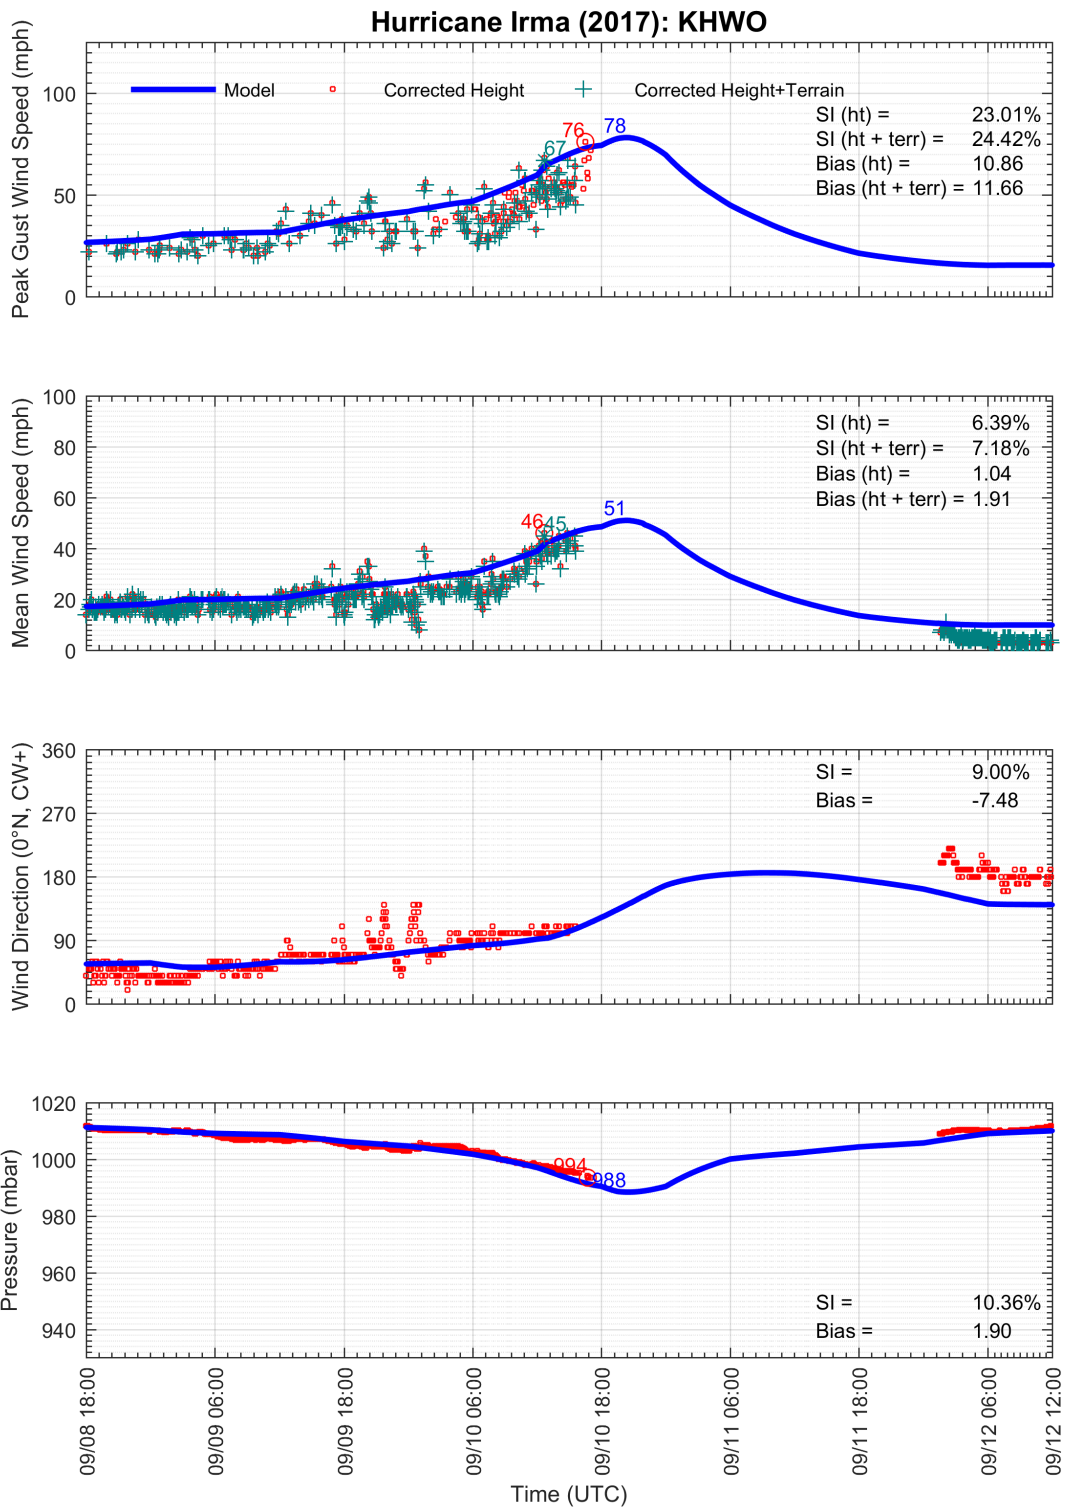 Hurricane Irma (2017): KHWO
Peak Gust Wind Speed (mph)
100
50
0
Model
Corrected Height
Corrected Height+Terrain
SI (ht) = 23.01%
SI (ht + terr) = 24.42%
Bias (ht) = 10.86
Bias (ht + terr) = 11.66
76
78
67
Mean Wind Speed (mph)
100
80
60
40
20
0
SI (ht) = 6.39%
SI (ht + terr) = 7.18%
Bias (ht) = 1.04
Bias (ht + terr) = 1.91
46
45
51
Wind Direction (0°N, CW+)
360
270
180
90
0
SI = 9.00%
Bias = -7.48
Pressure (mbar)
1020
1000
980
960
940
994
988
SI = 10.36%
Bias = 1.90
09/08 18:00
09/09 06:00
09/09 18:00
09/10 06:00
09/10 18:00
09/11 06:00
09/11 18:00
09/12 06:00
09/12 12:00
Time (UTC)